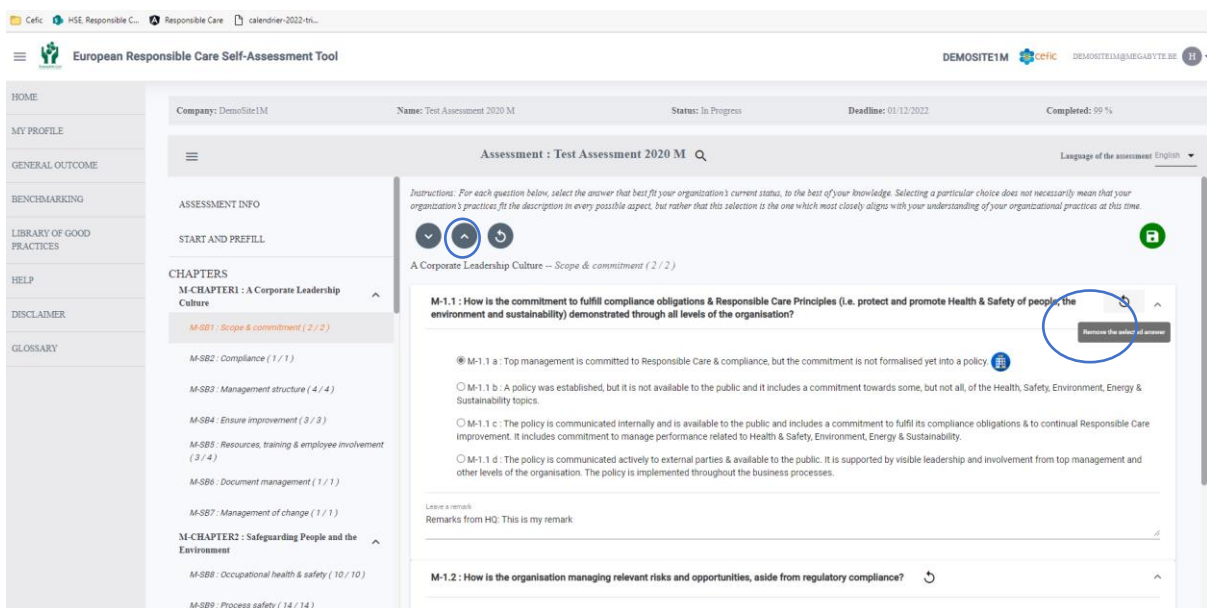 Cefic HSE, Responsible C... Responsible Care calendrier-2022-tri...
European Responsible Care Self-Assessment Tool
DEMOSITE1M cefic DEMOSITE1M@MEGABYTE.BE H
HOME
MY PROFILE
GENERAL OUTCOME
BENCHMARKING
LIBRARY OF GOOD
PRACTICES
HELP
DISCLAIMER
GLOSSARY
Company: DemoSite1M Name: Test Assessment 2020 M Status: In Progress Deadline: 01/12/2022 Completed: 99 %
Assessment : Test Assessment 2020 M
Language of the assessment English
ASSESSMENT INFO
START AND PREFILL
CHAPTERS
M-CHAPTER1 : A Corporate Leadership
Culture
M-SB1 : Scope & commitment ( 2 / 2 )
M-SB2 : Compliance ( 1 / 1 )
M-SB3 : Management structure ( 4 / 4 )
M-SB4 : Ensure improvement ( 3 / 3 )
M-SB5 : Resources, training & employee involvement
( 3 / 4 )
M-SB6 : Document management ( 1 / 1 )
M-SB7 : Management of change ( 1 / 1 )
M-CHAPTER2 : Safeguarding People and the
Environment
M-SB8 : Occupational health & safety ( 10 / 10 )
M-SB9 : Process safety ( 14 / 14 )
Instructions: For each question below, select the answer that best fit your organization's current status, to the best of your knowledge. Selecting a particular choice does not necessarily mean that your
organization's practices fit the description in every possible aspect, but rather that this selection is the one which most closely aligns with your understanding of your organizational practices at this time.
A Corporate Leadership Culture -- Scope & commitment ( 2 / 2 )
M-1.1 : How is the commitment to fulfill compliance obligations & Responsible Care Principles (i.e. protect and promote Health & Safety of people, the
environment and sustainability) demonstrated through all levels of the organisation?
Remove the selected answer
M-1.1 a : Top management is committed to Responsible Care & compliance, but the commitment is not formalised yet into a policy.
M-1.1 b : A policy was established, but it is not available to the public and it includes a commitment towards some, but not all, of the Health, Safety, Environment, Energy &
Sustainability topics.
M-1.1 c : The policy is communicated internally and is available to the public and includes a commitment to fulfil its compliance obligations & to continual Responsible Care
improvement. It includes commitment to manage performance related to Health & Safety, Environment, Energy & Sustainability.
M-1.1 d : The policy is communicated actively to external parties & available to the public. It is supported by visible leadership and involvement from top management and
other levels of the organisation. The policy is implemented throughout the business processes.
Leave a remark
Remarks from HQ: This is my remark
M-1.2 : How is the organisation managing relevant risks and opportunities, aside from regulatory compliance?